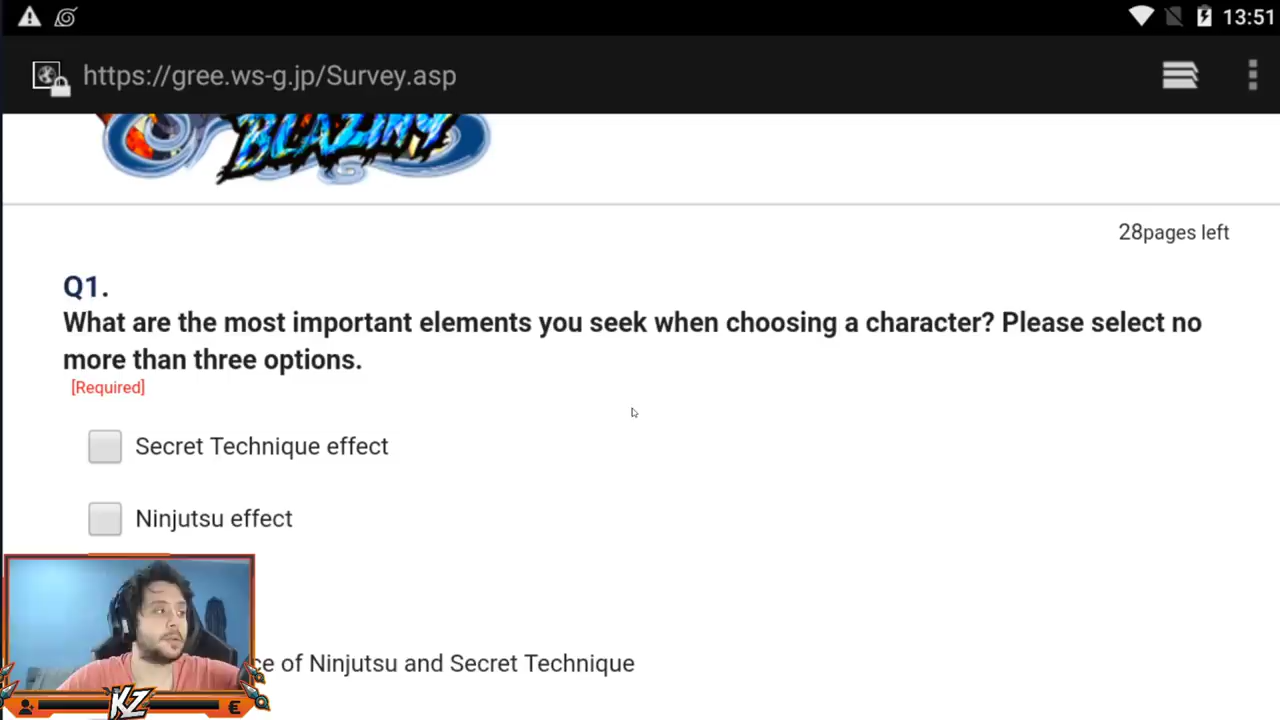 13:51
https://gree.ws-g.jp/Survey.asp
BLAZING
28pages left
Q1.
What are the most important elements you seek when choosing a character? Please select no
more than three options.
[Required]
Secret Technique effect
Ninjutsu effect
of Ninjutsu and Secret Technique
KZ
€